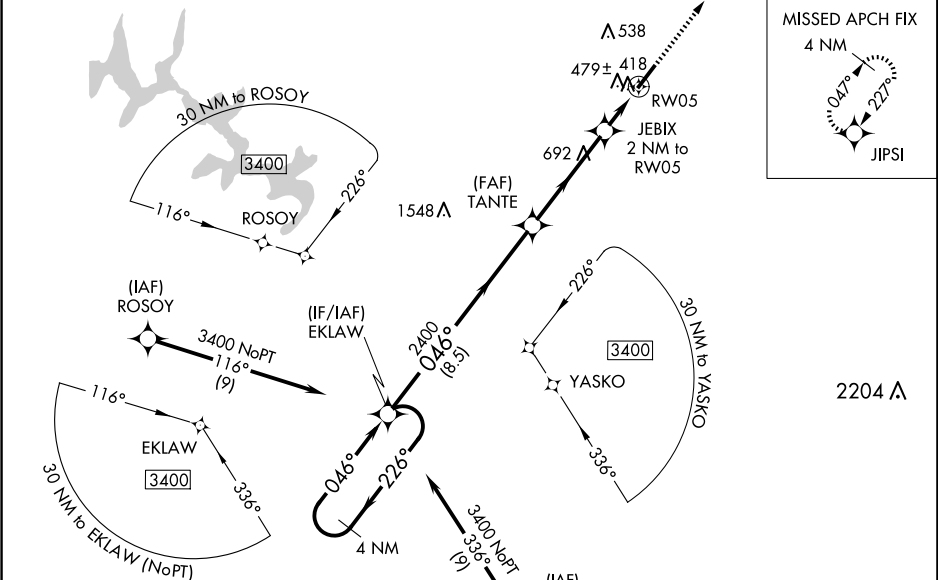 538
479± 418
RW05
JEBIX
2 NM to
RW05
692
(FAF)
TANTE
1548
MISSED APCH FIX
4 NM
047°
227°
JIPSI
30 NM to ROSOY
3400
116°
226°
ROSOY
(IAF)
ROSOY
3400 NoPT
116°
(9)
(IF/IAF)
EKLAW
2400
046°
(8.5)
226°
30 NM to YASKO
3400
YASKO
336°
2204
116°
EKLAW
3400
336°
30 NM to EKLAW (NoPT)
046°
226°
4 NM
3400 NoPT
336°
(9)
(IAF)